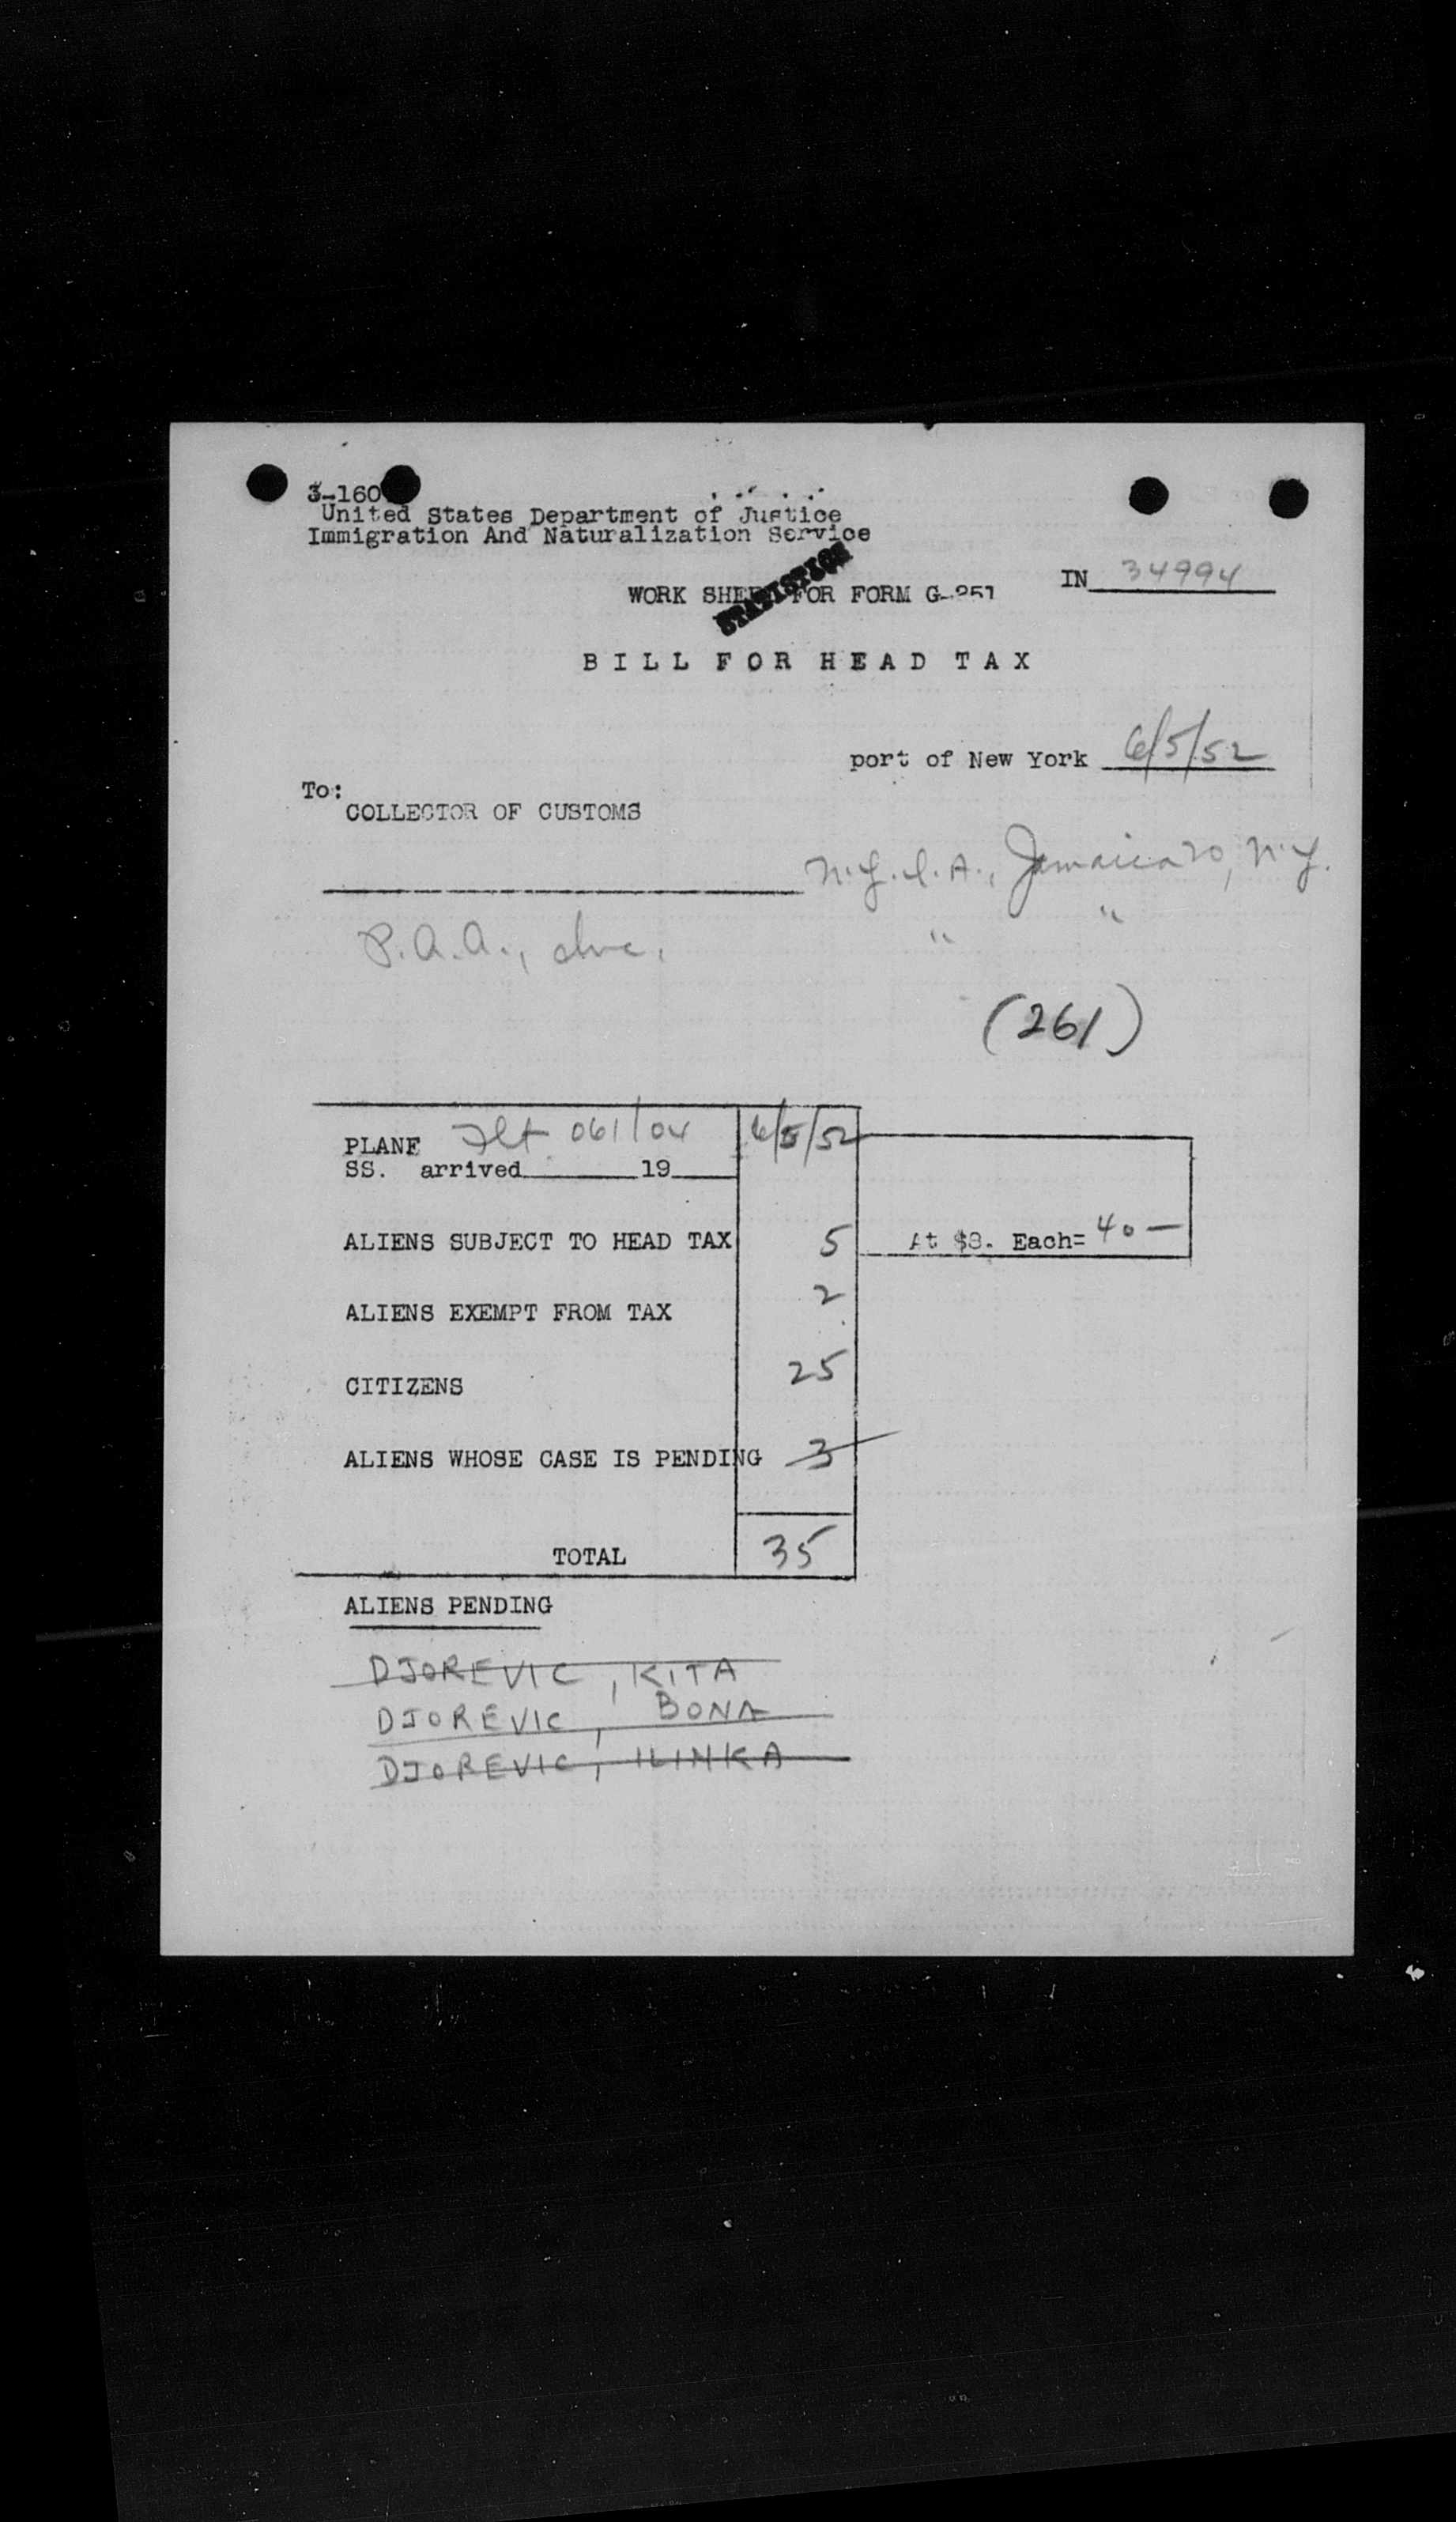 3-160
United States Department of Justice
Immigration And Naturalization Service
STATISTICS
WORK SHEET FOR FORM G-251
IN 34994
BILL FOR HEAD TAX
port of New York 6/5/52
To:
COLLECTOR OF CUSTOMS
N.Y.I.A., Jamaica 20, N.Y.
P.A.A., Inc. " "
(261)
PLANE Flt 061/04 6/5/52
SS. arrived 19
ALIENS SUBJECT TO HEAD TAX 5 At $8. Each= 40 —
ALIENS EXEMPT FROM TAX 2
CITIZENS 25
ALIENS WHOSE CASE IS PENDING 3
TOTAL 35
ALIENS PENDING
DJOREVIC, KITA
DJOREVIC, BONA
DJOREVIC, ILINKA